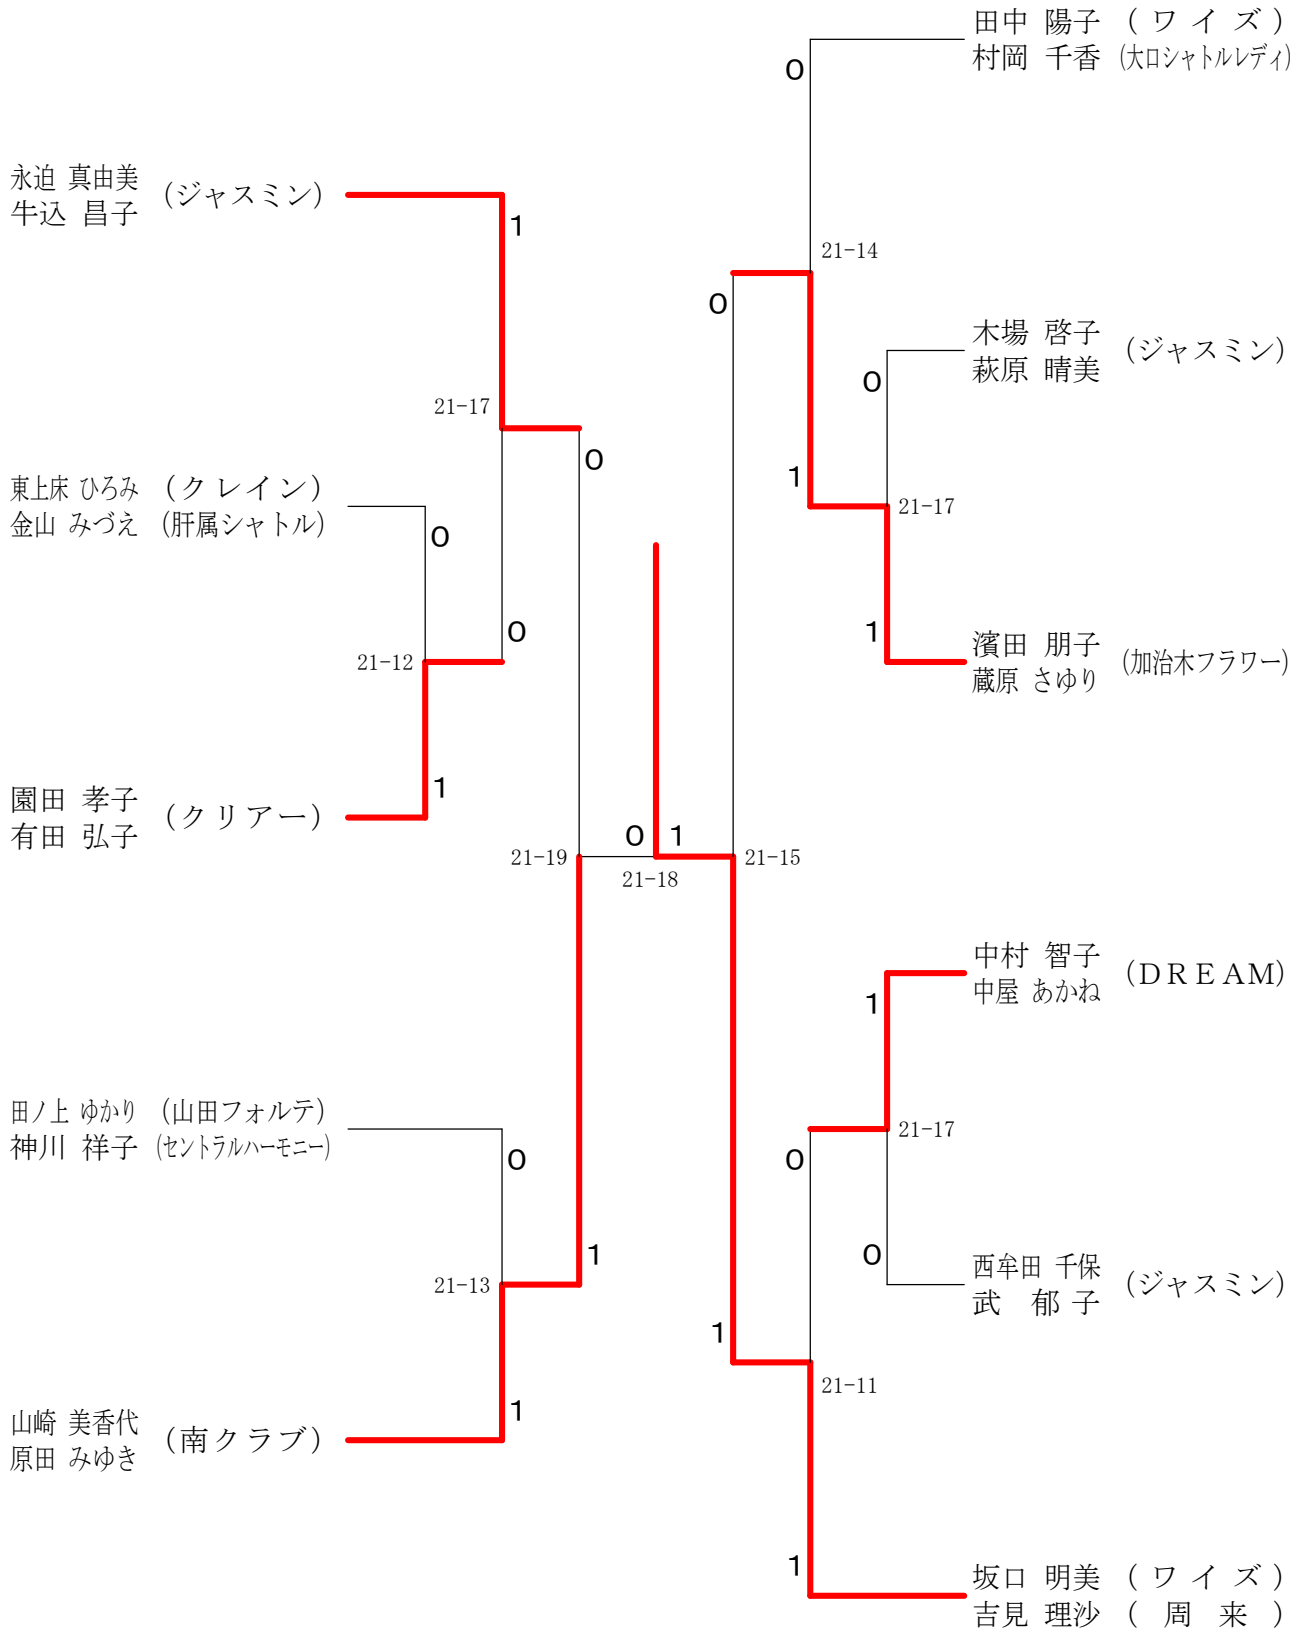 永迫 真由美 (ジャスミン)
牛込 昌子
1
21-17
東上床 ひろみ (クレイン)
金山 みづえ (肝属シャトル)
0
0
0
21-12
園田 孝子 (クリアー)
有田 弘子
1
21-19
0 1
21-18
田ノ上 ゆかり (山田フォルテ)
神川 祥子 (セントラルハーモニー)
0
1
21-13
山崎 美香代 (南クラブ)
原田 みゆき
1
田中 陽子 (ワイズ)
村岡 千香 (大口シャトルレディ)
0
21-14
0
木場 啓子 (ジャスミン)
萩原 晴美
0
1
21-17
1
濱田 朋子 (加治木フラワー)
蔵原 さゆり
21-15
中村 智子 (DREAM)
中屋 あかね
1
21-17
0
0
西牟田 千保 (ジャスミン)
武 郁子
1
21-11
1
坂口 明美 (ワイズ)
吉見 理沙 (周来)